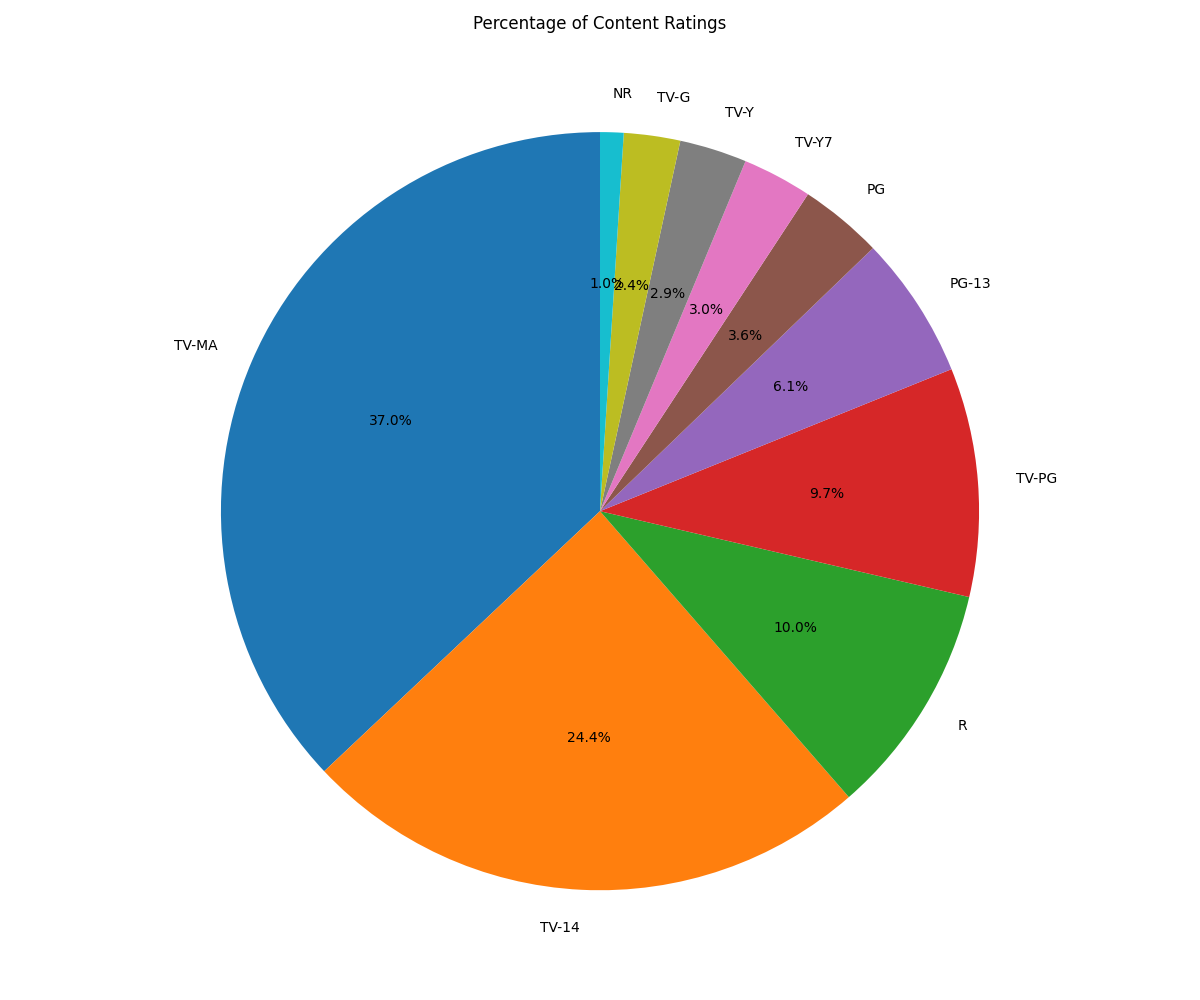 Percentage of Content Ratings
NR
TV-G
TV-Y
TV-Y7
PG
PG-13
TV-MA
TV-PG
R
TV-14
1.0%
2.4%
2.9%
3.0%
3.6%
6.1%
37.0%
9.7%
10.0%
24.4%